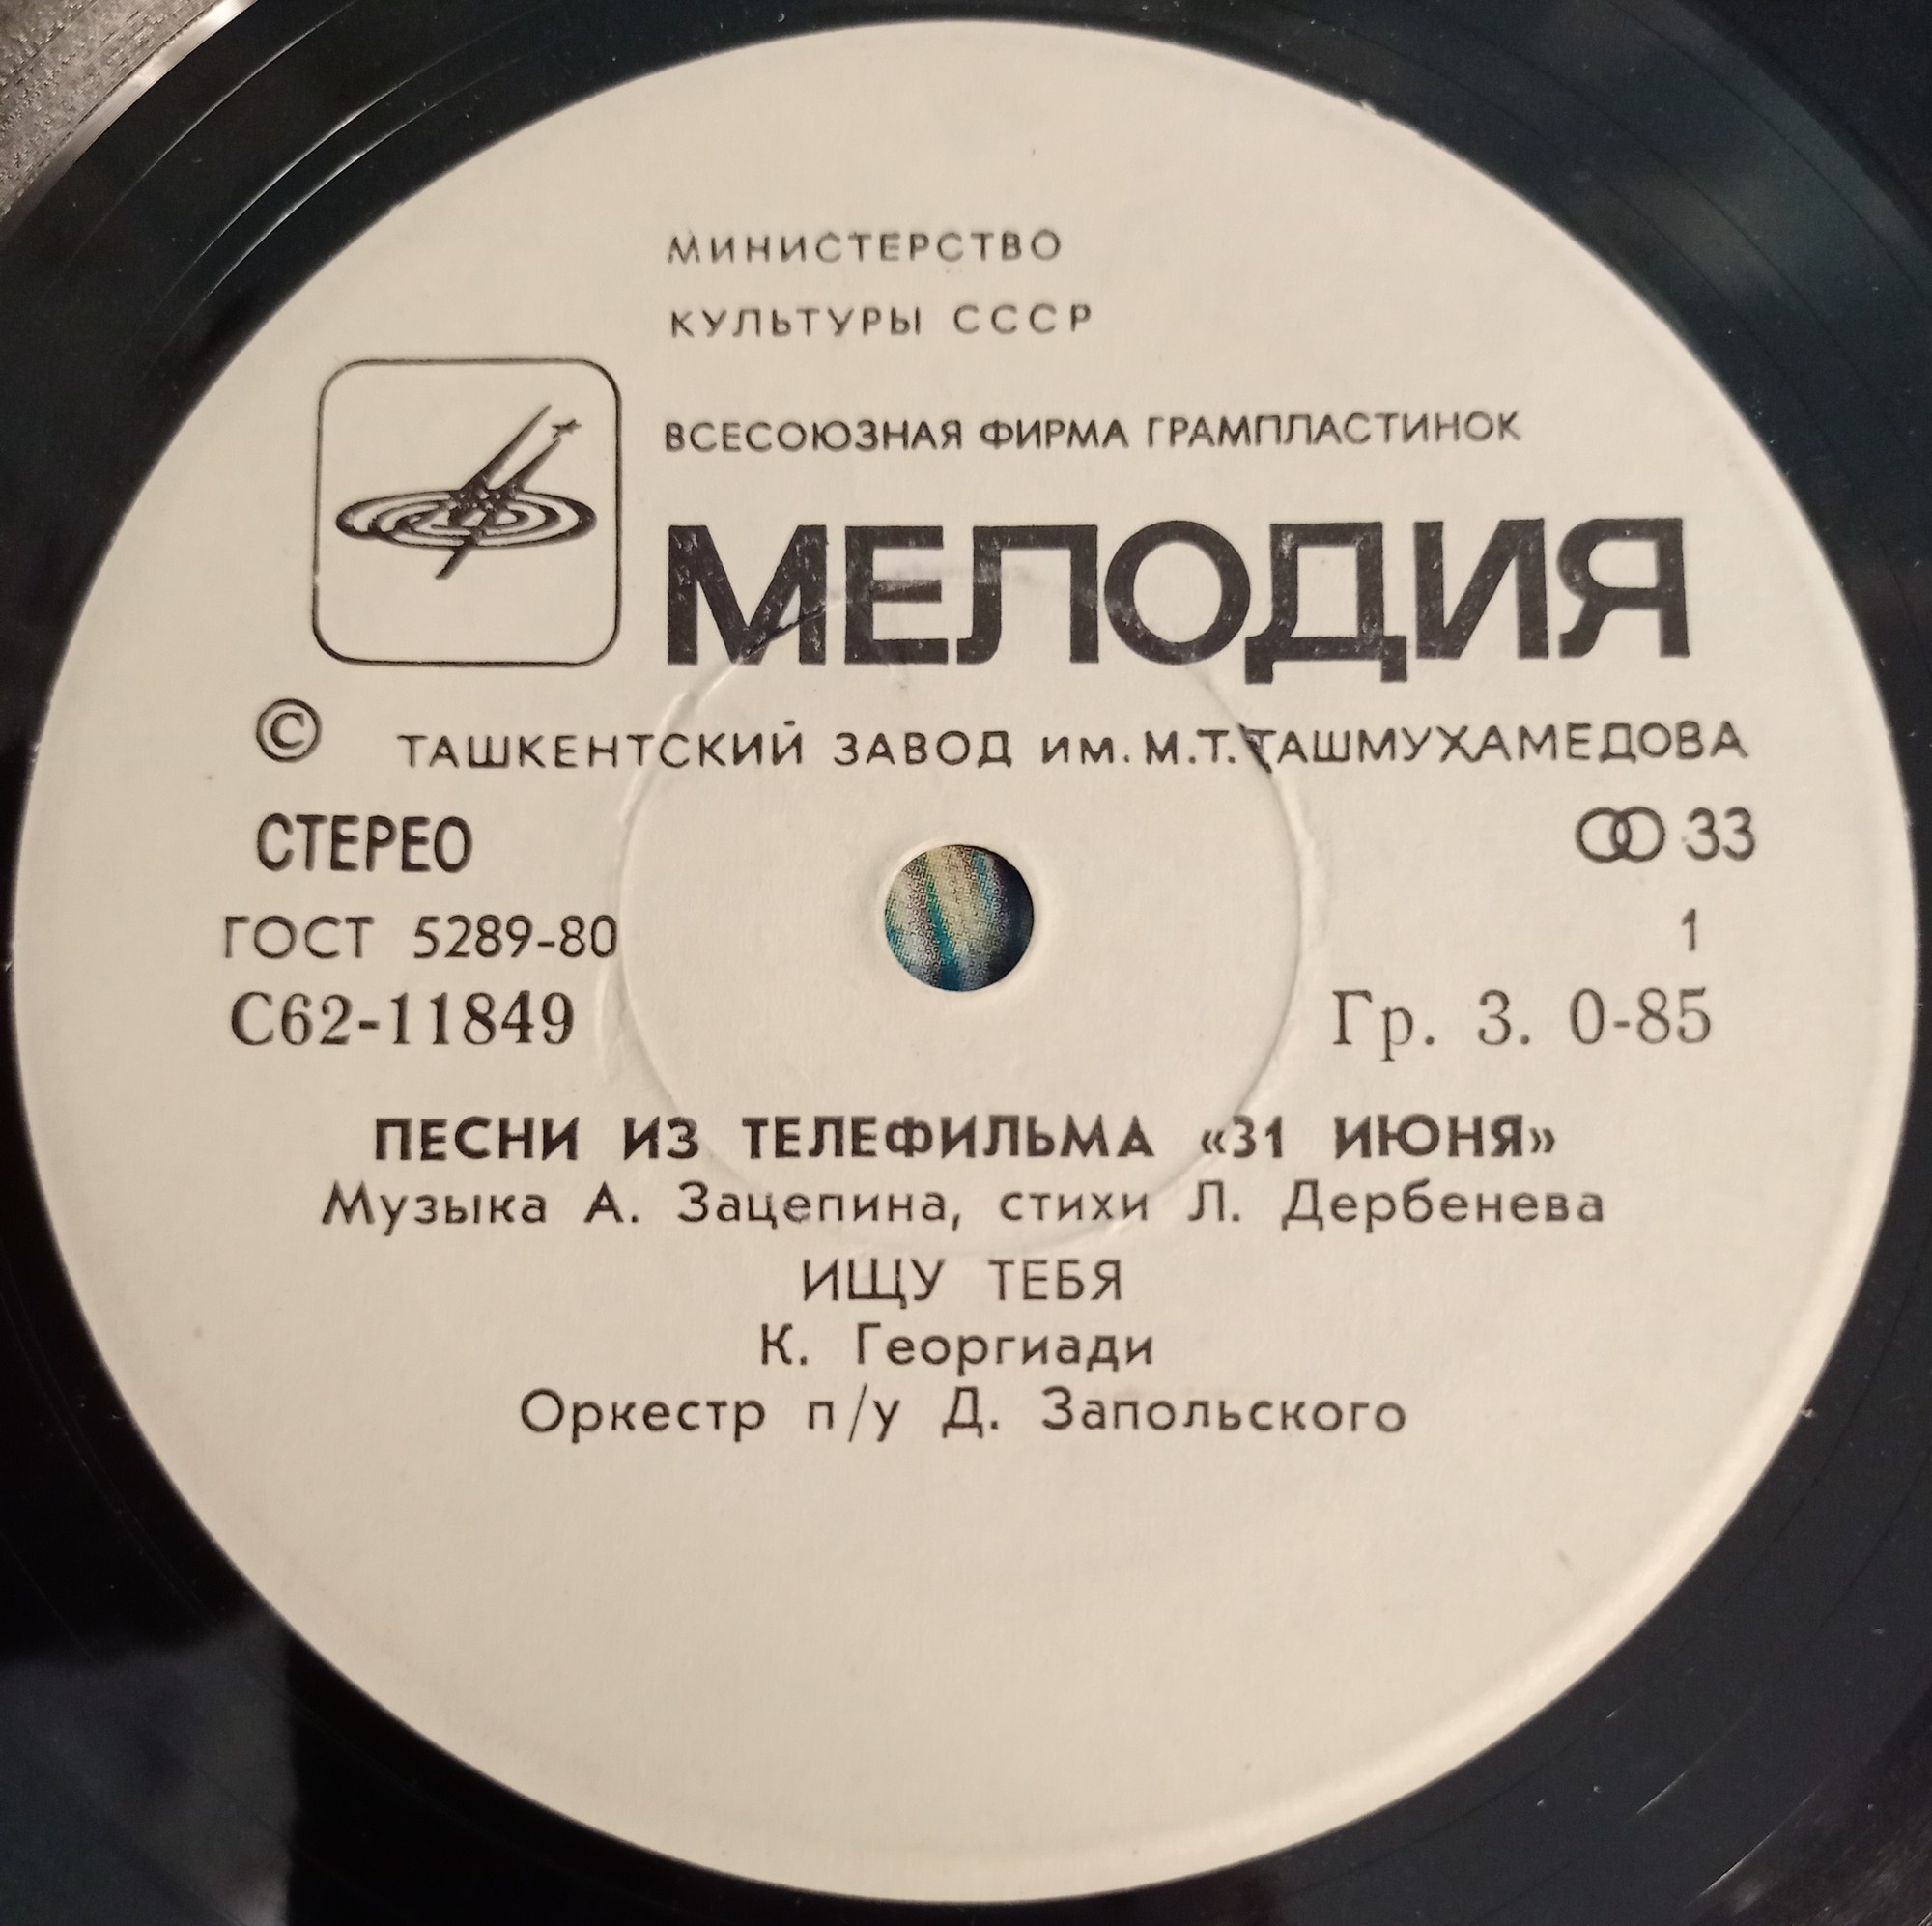 МИНИСТЕРСТВО
КУЛЬТУРЫ СССР
ВСЕСОЮЗНАЯ ФИРМА ГРАМПЛАСТИНОК
МЕЛОДИЯ
© ТАШКЕНТСКИЙ ЗАВОД им. М.Т. ТАШМУХАМЕДОВА
СТЕРЕО 33
ГОСТ 5289-80 1
С62-11849 Гр. 3. 0-85
ПЕСНИ ИЗ ТЕЛЕФИЛЬМА «31 ИЮНЯ»
Музыка А. Зацепина, стихи Л. Дербенева
ИЩУ ТЕБЯ
К. Георгиади
Оркестр п/у Д. Запольского